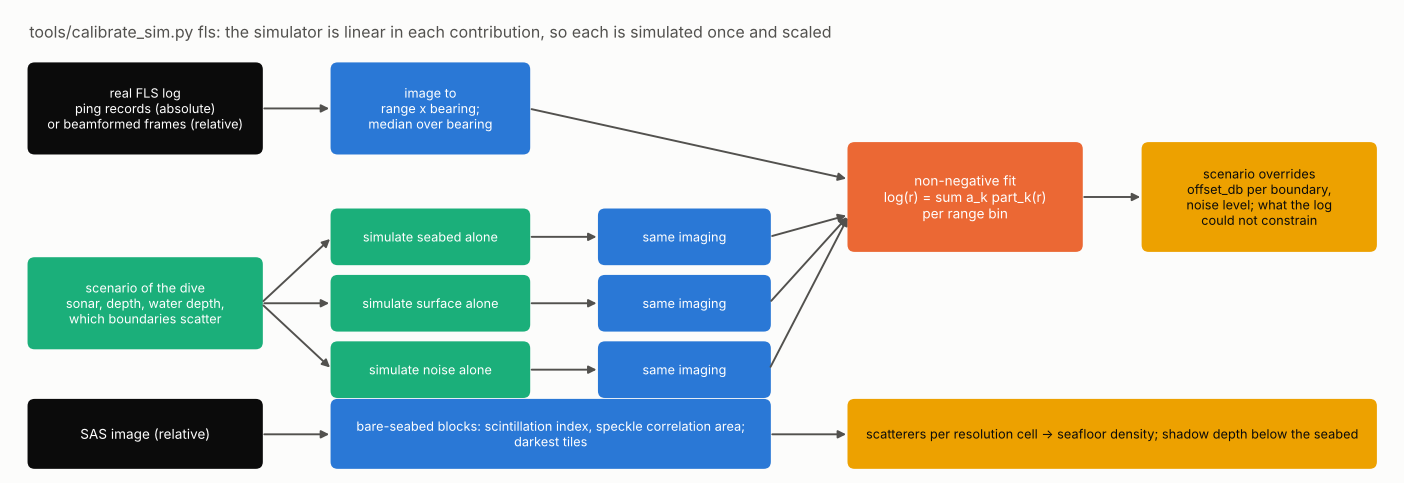 tools/calibrate_sim.py fls: the simulator is linear in each contribution, so each is simulated once and scaled
real FLS log
ping records (absolute)
or beamformed frames (relative)
image to
range x bearing;
median over bearing
non-negative fit
log(r) = sum a_k part_k(r)
per range bin
scenario overrides
offset_db per boundary,
noise level; what the log
could not constrain
scenario of the dive
sonar, depth, water depth,
which boundaries scatter
simulate seabed alone
same imaging
simulate surface alone
same imaging
simulate noise alone
same imaging
SAS image (relative)
bare-seabed blocks: scintillation index, speckle correlation area;
darkest tiles
scatterers per resolution cell → seafloor density; shadow depth below the seabed